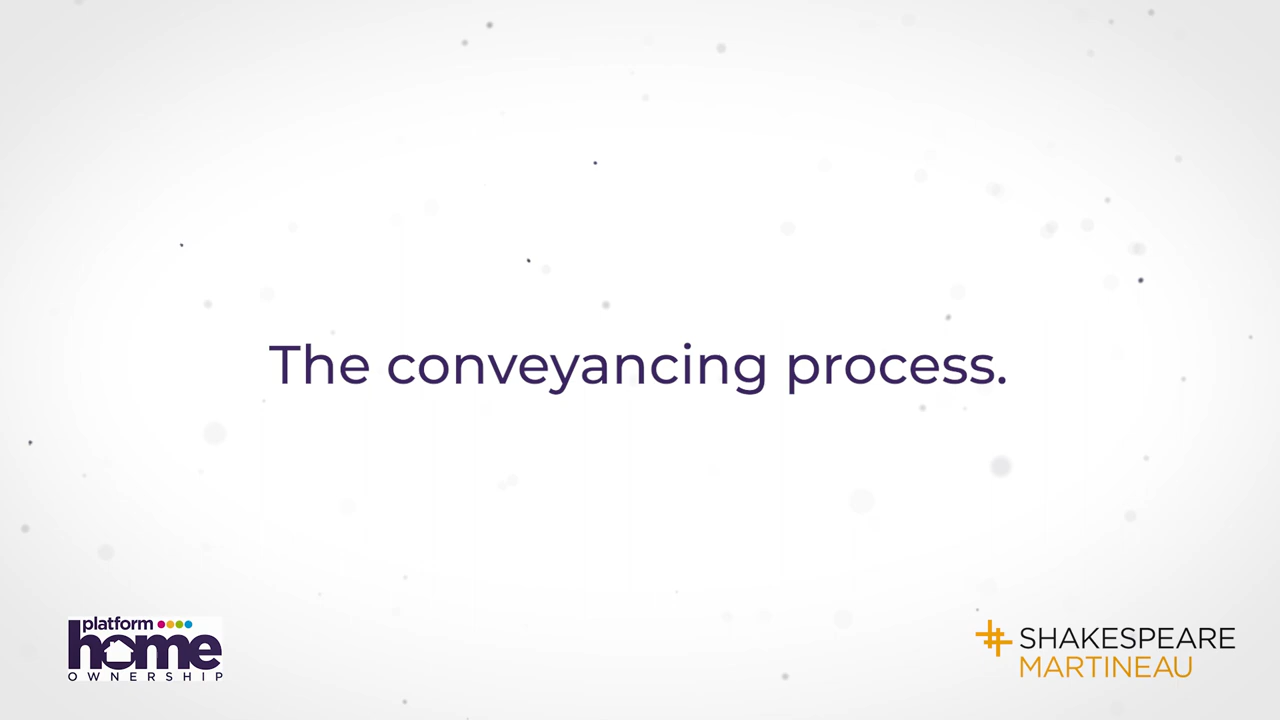 The conveyancing process.
platform
home
OWNERSHIP
SHAKESPEARE
MARTINEAU